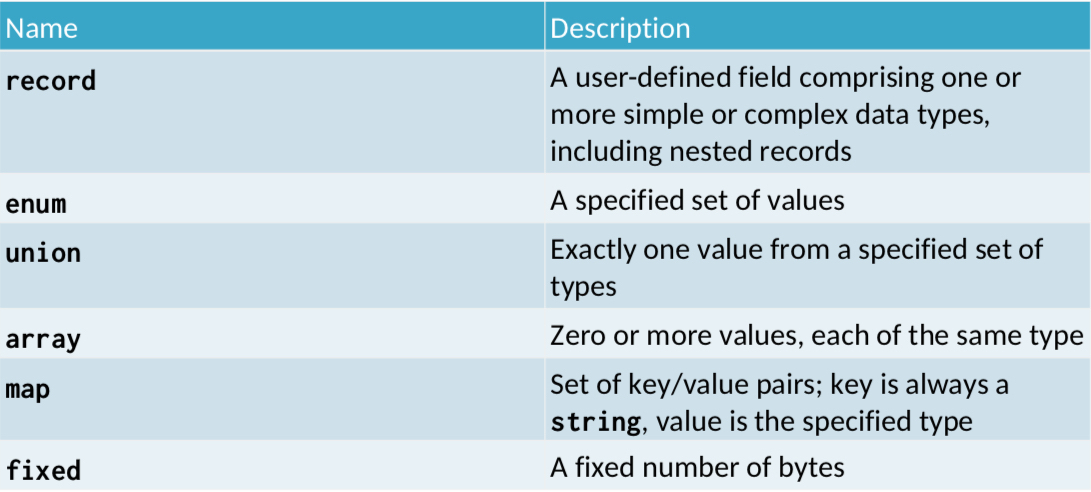 Name Description
record A user-defined field comprising one or
more simple or complex data types,
including nested records
enum A specified set of values
union Exactly one value from a specified set of
types
array Zero or more values, each of the same type
map Set of key/value pairs; key is always a
string, value is the specified type
fixed A fixed number of bytes